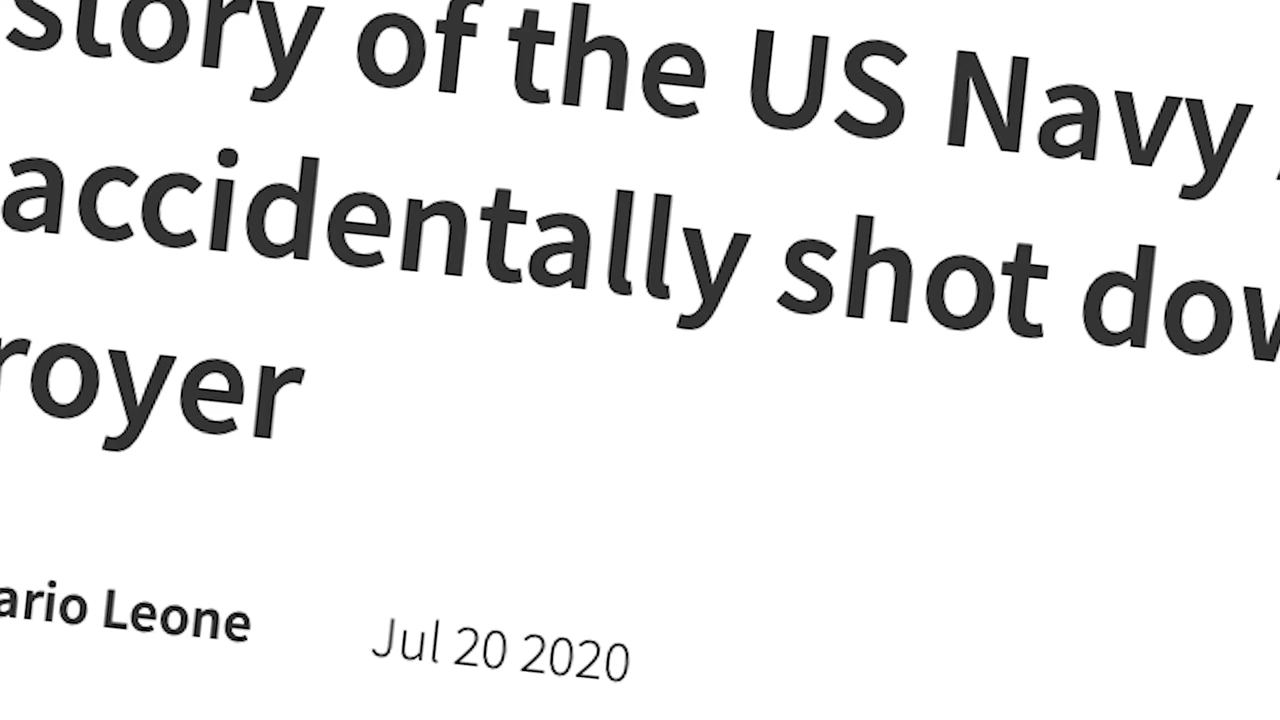 story of the US Navy
accidentally shot dow
royer
ario Leone Jul 20 2020